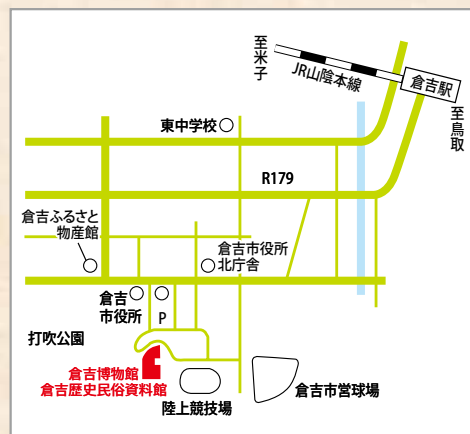 至米子
JR山陰本線
倉吉駅
至鳥取
東中学校
R179
倉吉ふるさと
物産館
倉吉市役所
北庁舎
倉吉
市役所
P
打吹公園
倉吉博物館
倉吉歴史民俗資料館
陸上競技場
倉吉市営球場